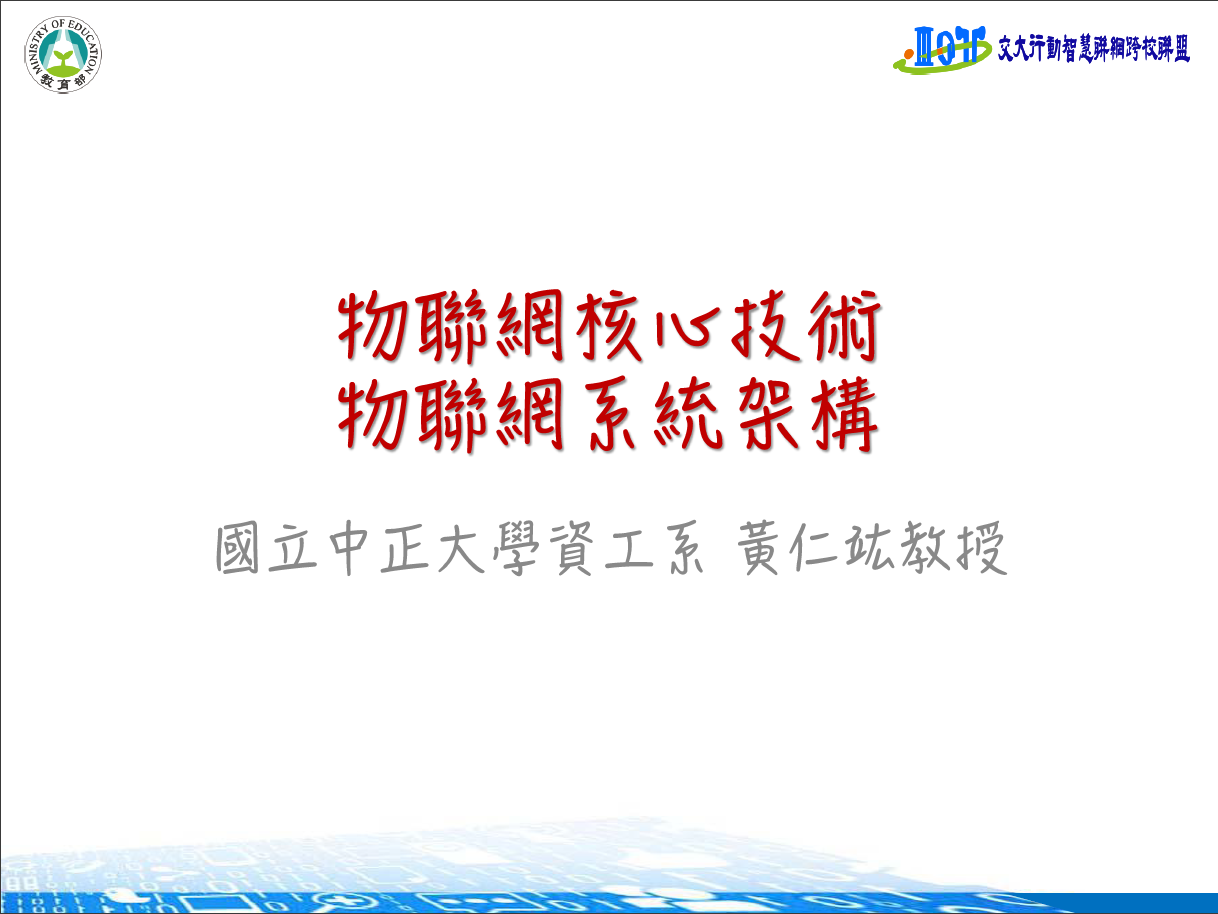 MINISTRY OF EDUCATION
教育部
交大行動智慧聯網跨校聯盟
物聯網核心技術
物聯網系統架構
國立中正大學資工系 黃仁竑教授